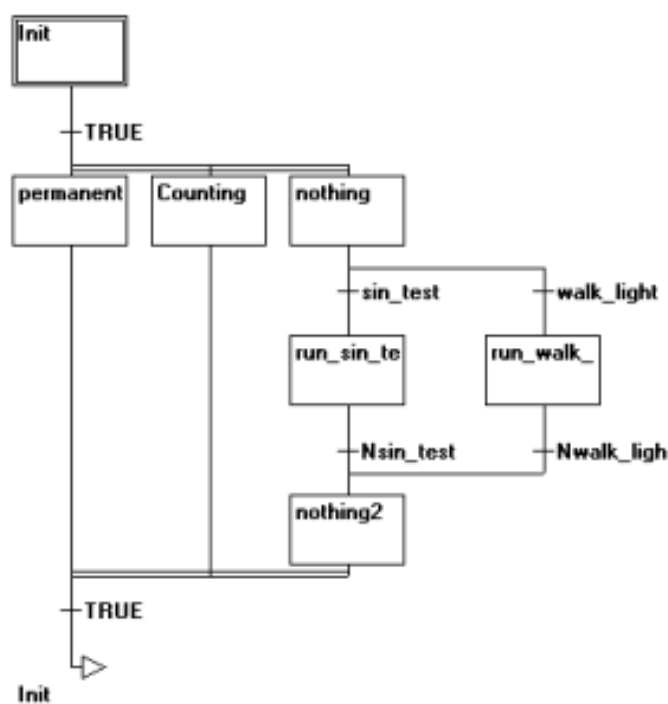 Init
TRUE
permanent
Counting
nothing
sin_test
walk_light
run_sin_te
run_walk_
Nsin_test
Nwalk_ligh
nothing2
TRUE
Init